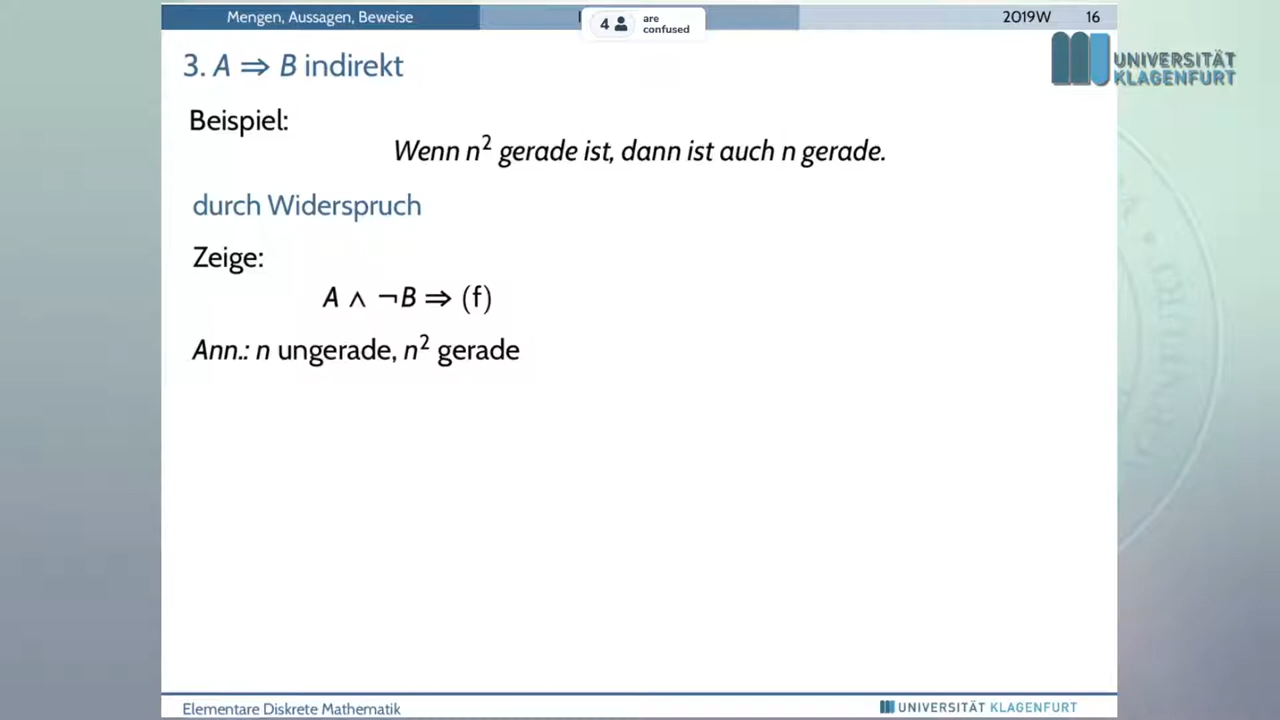 Mengen, Aussagen, Beweise
4 are confused
2019W 16
3. A ⇒ B indirekt
UNIVERSITÄT
KLAGENFURT
Beispiel:
Wenn n² gerade ist, dann ist auch n gerade.
durch Widerspruch
Zeige:
A ∧ ¬B ⇒ (f)
Ann.: n ungerade, n² gerade
Elementare Diskrete Mathematik
UNIVERSITÄT KLAGENFURT